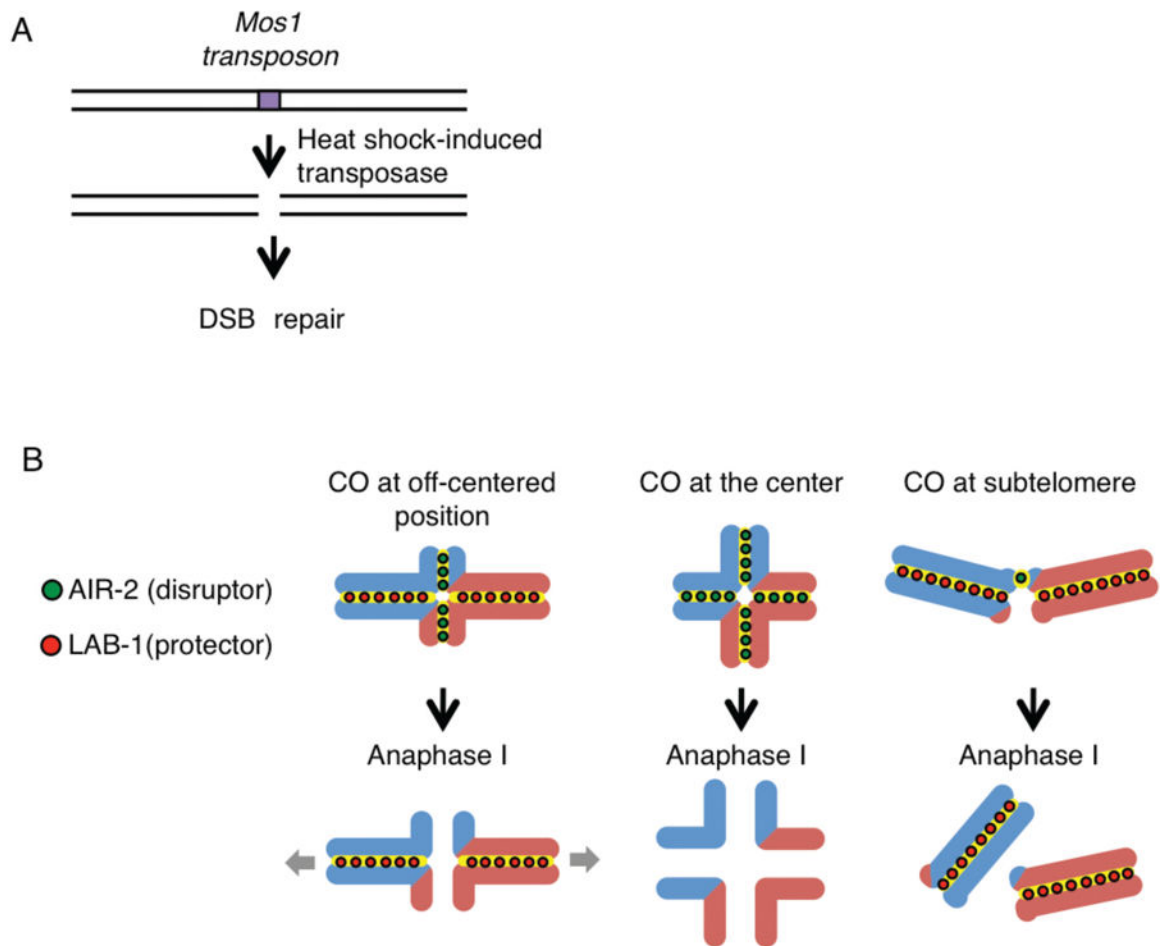 A
Mos1
transposon
Heat shock-induced
transposase
DSB repair
B
CO at off-centered
position
CO at the center
CO at subtelomere
AIR-2 (disruptor)
LAB-1(protector)
Anaphase I
Anaphase I
Anaphase I